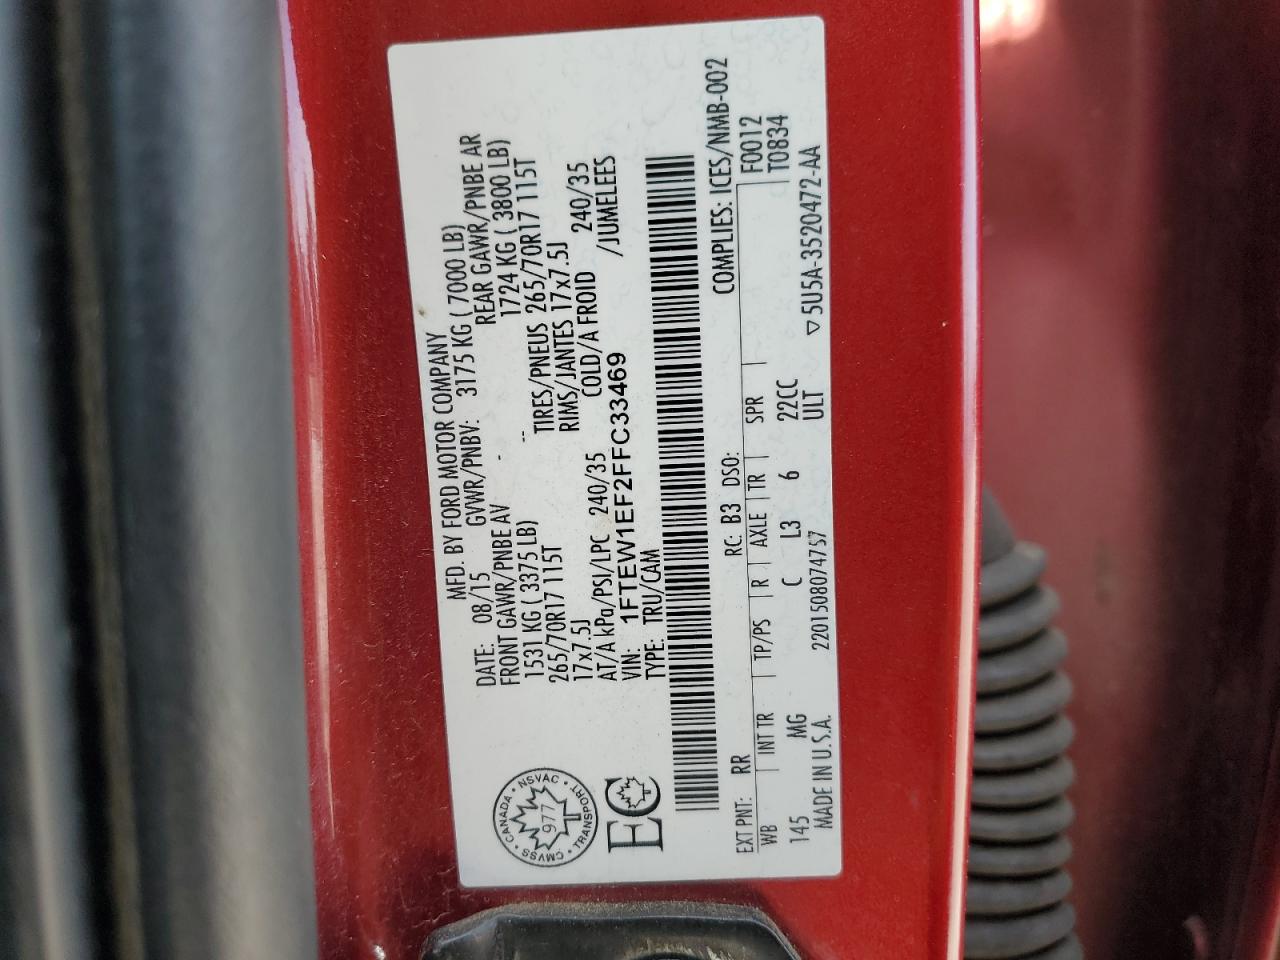 MFD. BY FORD MOTOR COMPANY
DATE: 08/15 GVWR/PNBV: 3175 KG ( 7000 LB)
FRONT GAWR/PNBE AV - REAR GAWR/PNBE AR
1531 KG ( 3375 LB) -- 1724 KG ( 3800 LB)
265/70R17 115T TIRES/PNEUS 265/70R17 115T
17x7.5J RIMS/JANTES 17x7.5J
AT/A kPa/PSI/LPC 240/35 COLD/A FROID 240/35
VIN: 1FTEW1EF2FFC33469 /JUMELEES
TYPE: TRU/CAM
CANADA • NSVAC • TRANSPORT • CMVSS •
977
EC
COMPLIES: ICES/NMB-002
EXT PNT: RR RC: B3 DSO: F0012
WB INT TR TP/PS R AXLE TR SPR T0834
145 MG C L3 6 22CC
MADE IN U.S.A. 2201508074757 ULT ▽5U5A-3520472-AA